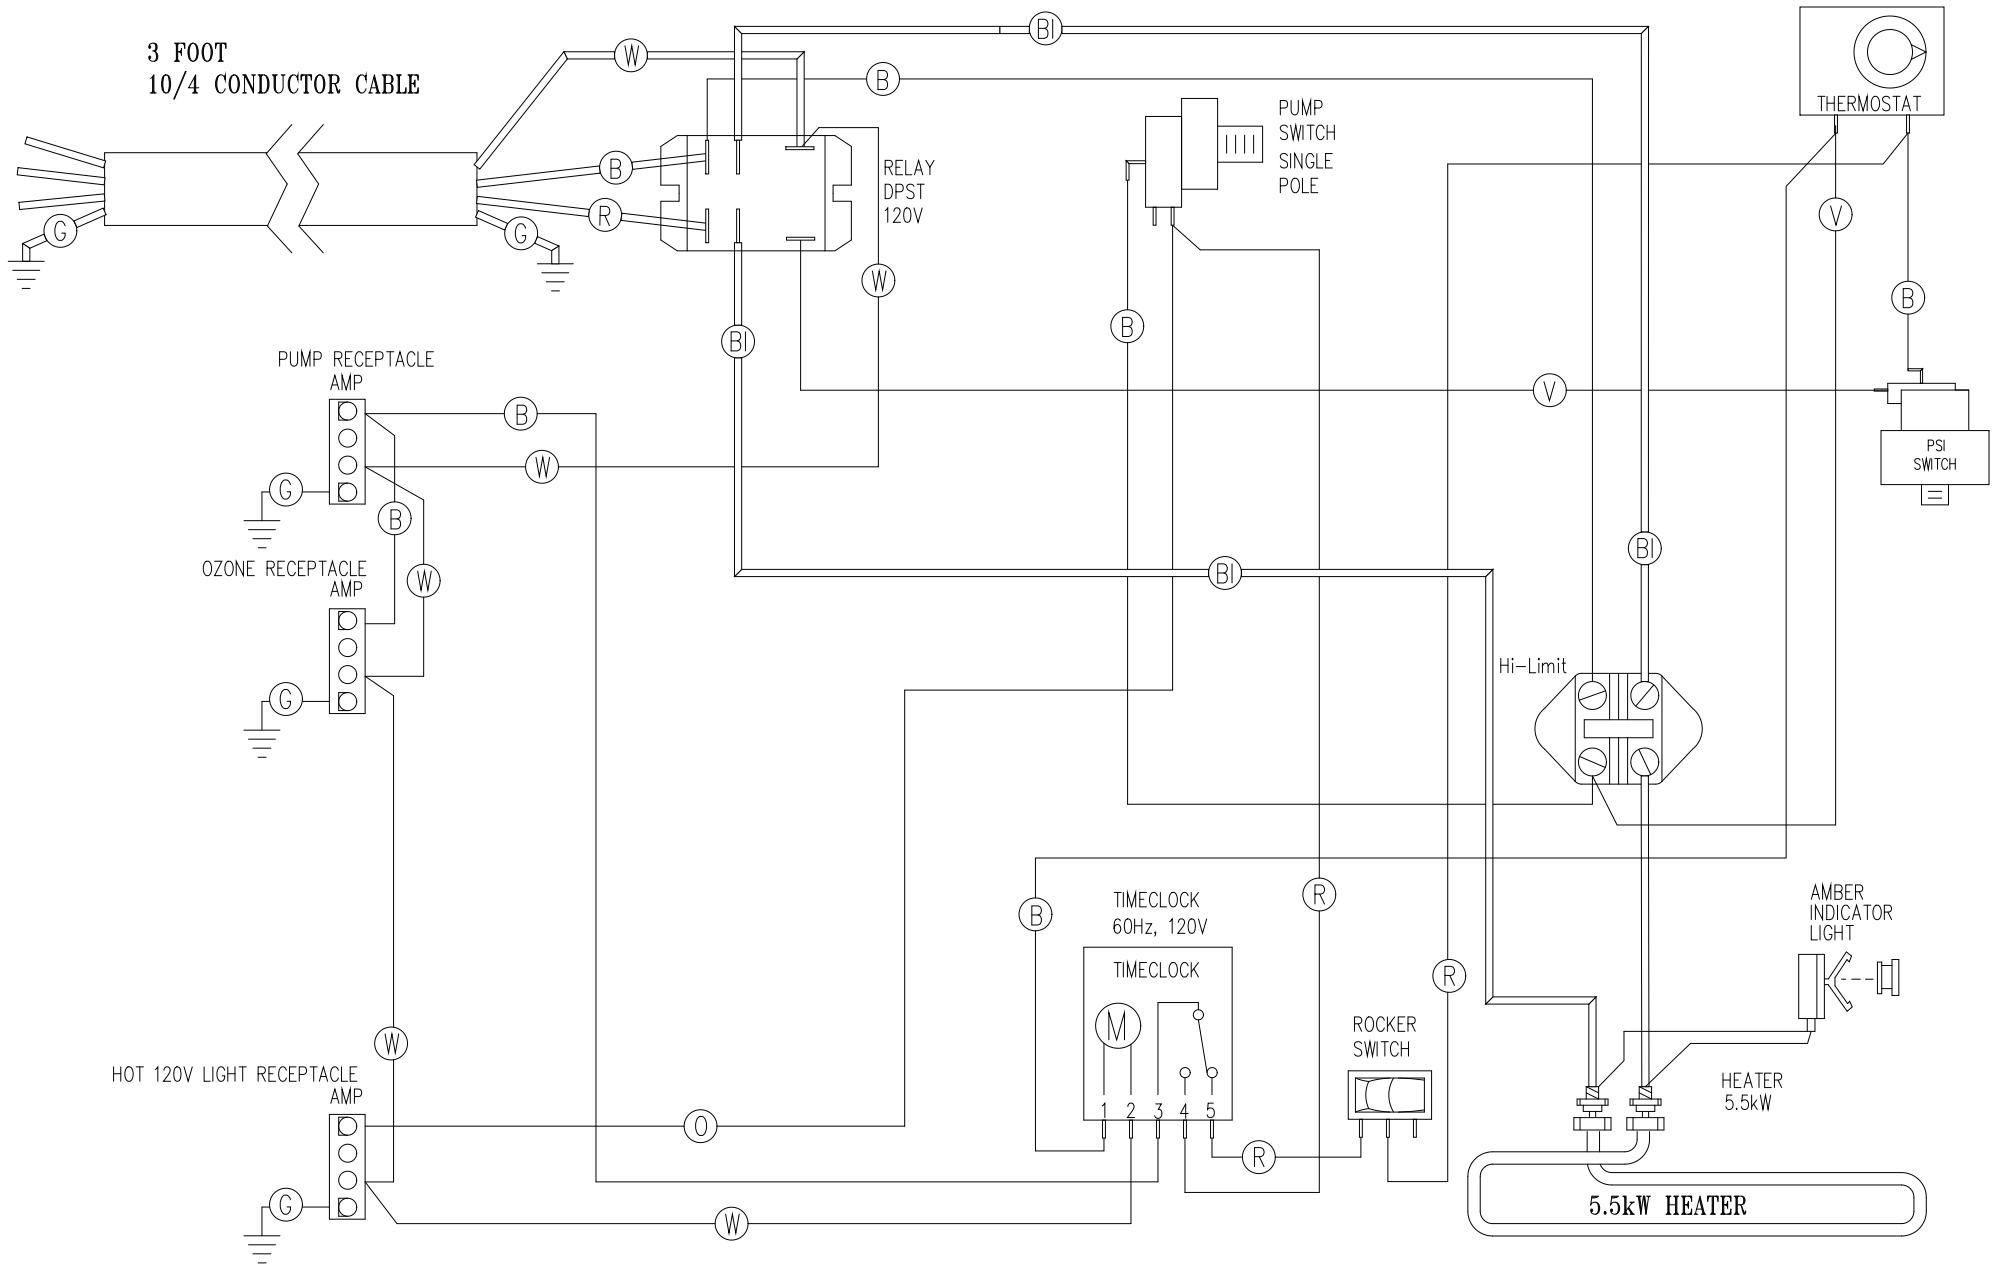 3 FOOT
10/4 CONDUCTOR CABLE
W
BI
B
THERMOSTAT
PUMP
SWITCH
SINGLE
POLE
B
RELAY
DPST
120V
R
G
G
V
W
B
B
BI
PUMP RECEPTACLE
AMP
V
B
W
PSI
SWITCH
G
B
BI
OZONE RECEPTACLE
AMP
W
BI
Hi-Limit
G
R
B
TIMECLOCK
60Hz, 120V
AMBER
INDICATOR
LIGHT
TIMECLOCK
R
M
ROCKER
SWITCH
W
HOT 120V LIGHT RECEPTACLE
AMP
HEATER
5.5kW
1 2 3 4 5
O
R
G
5.5kW HEATER
W